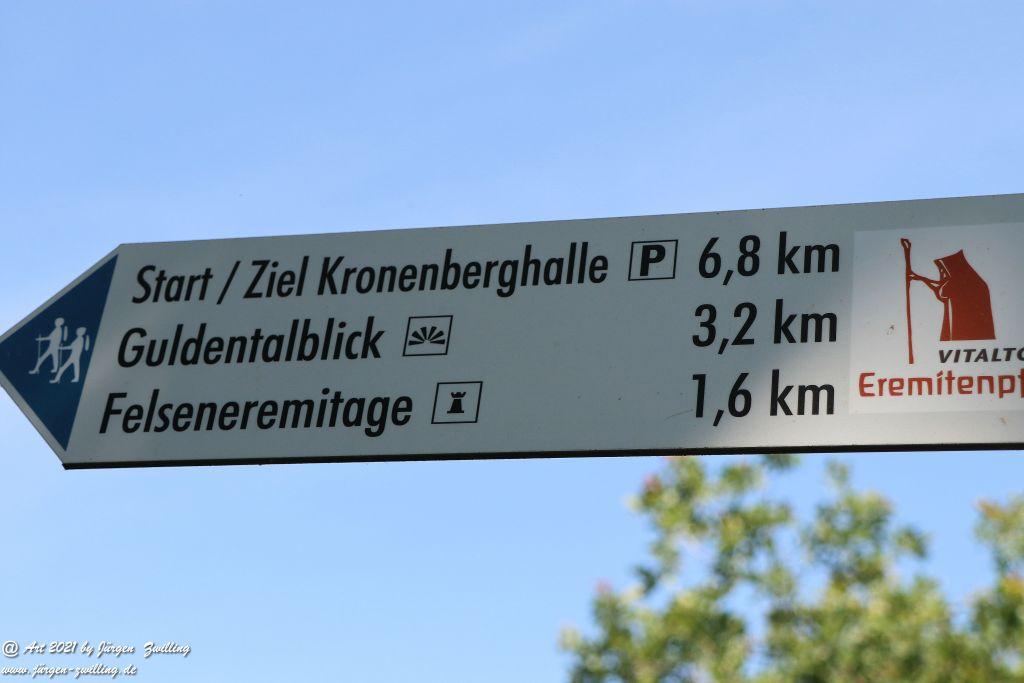 Start / Ziel Kronenberghalle P 6,8 km
Guldentalblick 3,2 km
Felseneremitage 1,6 km
VITALTO
Eremitenpf
@ Art 2021 by Jürgen Zwilling
www.jürgen-zwilling.de